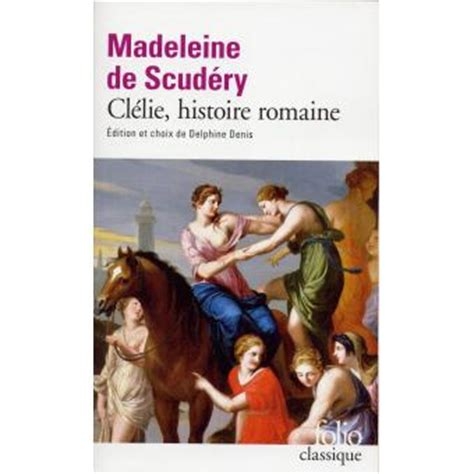 Madeleine
de Scudéry
Clélie, histoire romaine
Édition et choix de Delphine Denis
folio
classique